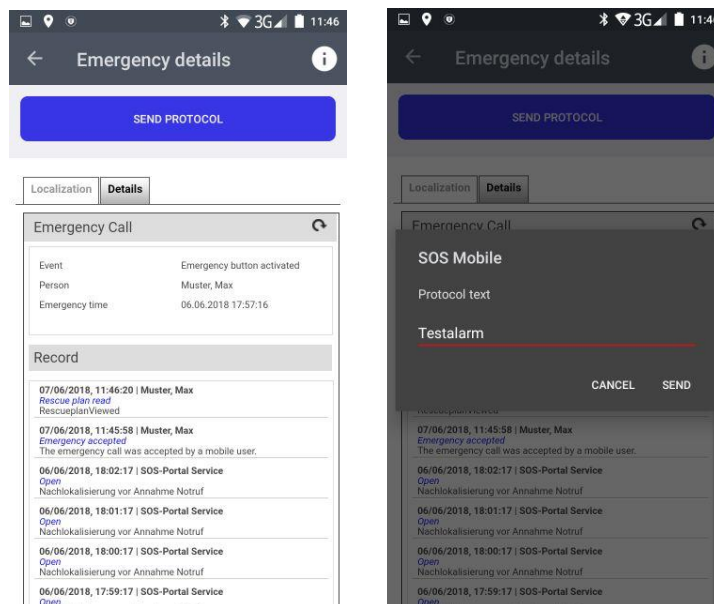 3G 11:46
Emergency details
SEND PROTOCOL
Localization Details
Emergency Call
Event Emergency button activated
Person Muster, Max
Emergency time 06.06.2018 17:57:16
Record
07/06/2018, 11:46:20 | Muster, Max
Rescue plan read
RescueplanViewed
07/06/2018, 11:45:58 | Muster, Max
Emergency accepted
The emergency call was accepted by a mobile user.
06/06/2018, 18:02:17 | SOS-Portal Service
Open
Nachlokalisierung vor Annahme Notruf
06/06/2018, 18:01:17 | SOS-Portal Service
Open
Nachlokalisierung vor Annahme Notruf
06/06/2018, 18:00:17 | SOS-Portal Service
Open
Nachlokalisierung vor Annahme Notruf
06/06/2018, 17:59:17 | SOS-Portal Service
Open
3G 11:4
Emergency details
SEND PROTOCOL
Localization Details
Emergency Call
SOS Mobile
Protocol text
Testalarm
CANCEL SEND
RescueplanViewed
07/06/2018, 11:45:58 | Muster, Max
Emergency accepted
The emergency call was accepted by a mobile user.
06/06/2018, 18:02:17 | SOS-Portal Service
Open
Nachlokalisierung vor Annahme Notruf
06/06/2018, 18:01:17 | SOS-Portal Service
Open
Nachlokalisierung vor Annahme Notruf
06/06/2018, 18:00:17 | SOS-Portal Service
Open
Nachlokalisierung vor Annahme Notruf
06/06/2018, 17:59:17 | SOS-Portal Service
Open